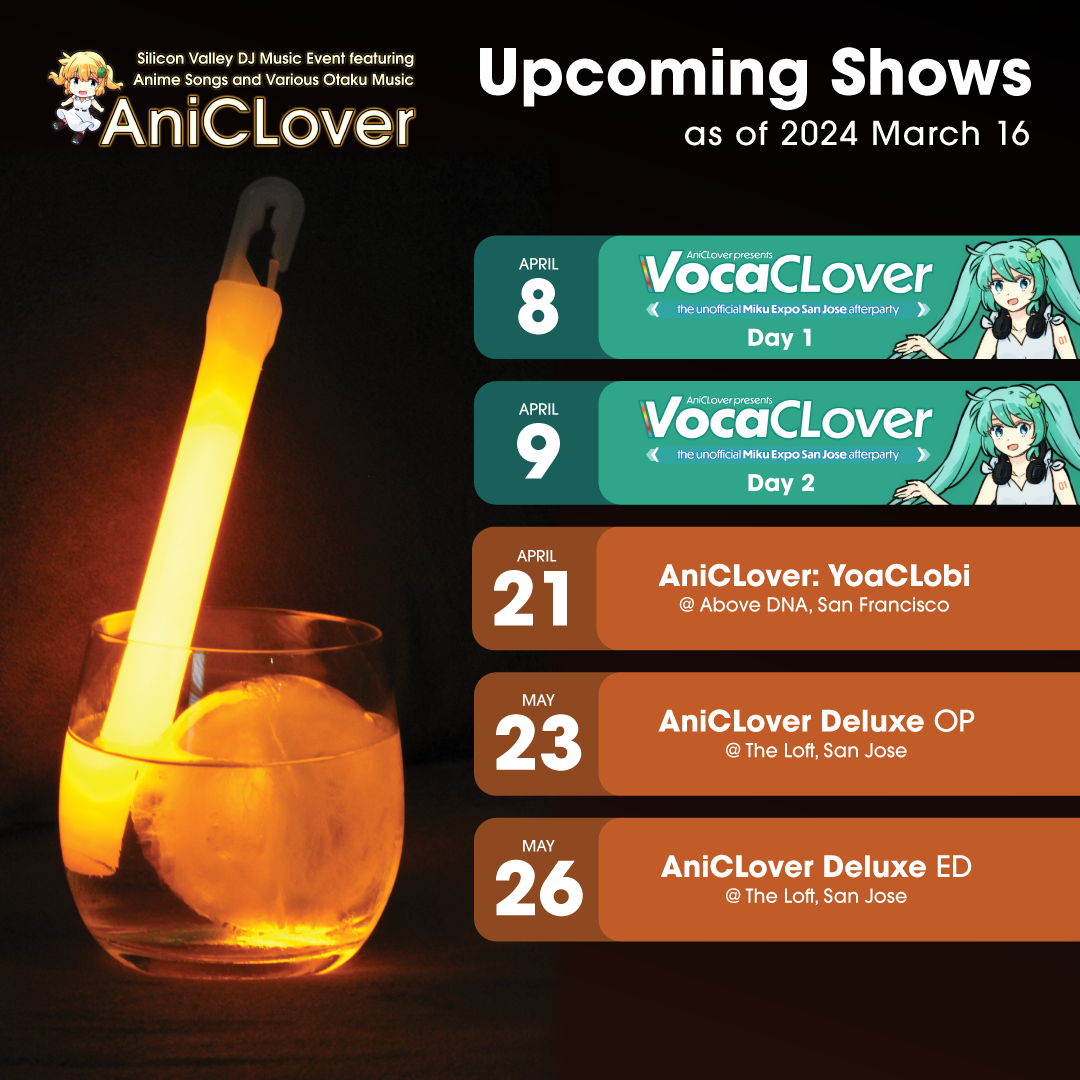 Silicon Valley DJ Music Event featuring
Anime Songs and Various Otaku Music
AniCLover
Upcoming Shows
as of 2024 March 16
APRIL
8
AniCLover presents
VocaCLover
the unofficial Miku Expo San Jose afterparty
Day 1
01
APRIL
9
AniCLover presents
VocaCLover
the unofficial Miku Expo San Jose afterparty
Day 2
01
APRIL
21
AniCLover: YoaCLobi
@ Above DNA, San Francisco
MAY
23
AniCLover Deluxe OP
@ The Loft, San Jose
MAY
26
AniCLover Deluxe ED
@ The Loft, San Jose